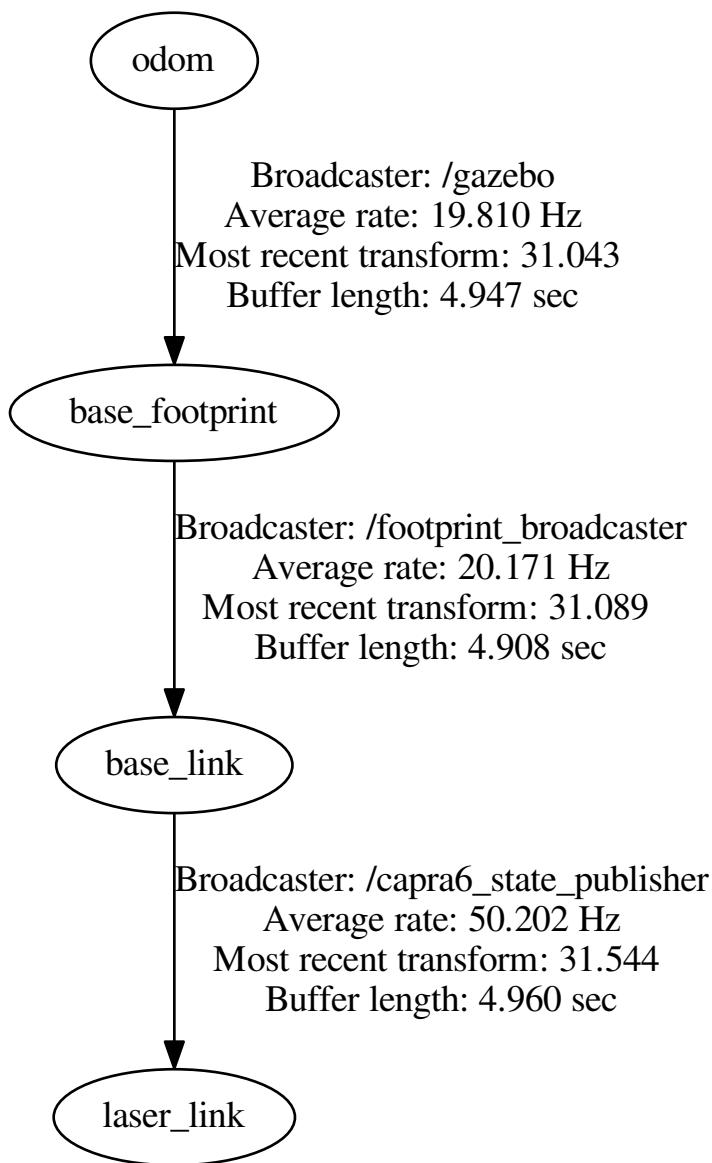 odom
Broadcaster: /gazebo
Average rate: 19.810 Hz
Most recent transform: 31.043
Buffer length: 4.947 sec
base_footprint
Broadcaster: /footprint_broadcaster
Average rate: 20.171 Hz
Most recent transform: 31.089
Buffer length: 4.908 sec
base_link
Broadcaster: /capra6_state_publisher
Average rate: 50.202 Hz
Most recent transform: 31.544
Buffer length: 4.960 sec
laser_link